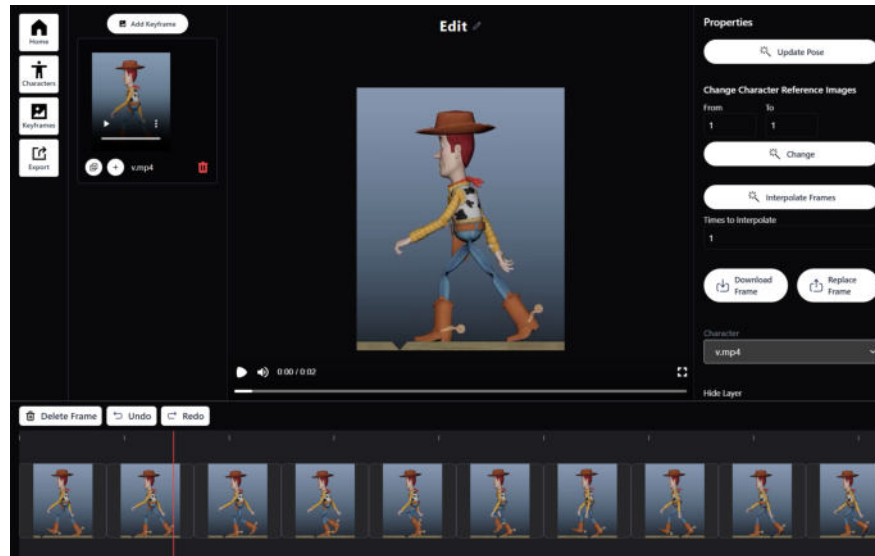 Home
Characters
Keyframes
Export
Add Keyframe
v.mp4
Edit
0:00 / 0:02
Properties
Update Pose
Change Character Reference Images
From To
1 1
Change
Interpolate Frames
Times to Interpolate
1
Download Frame
Replace Frame
Character
v.mp4
Hide Layer
Delete Frame Undo Redo